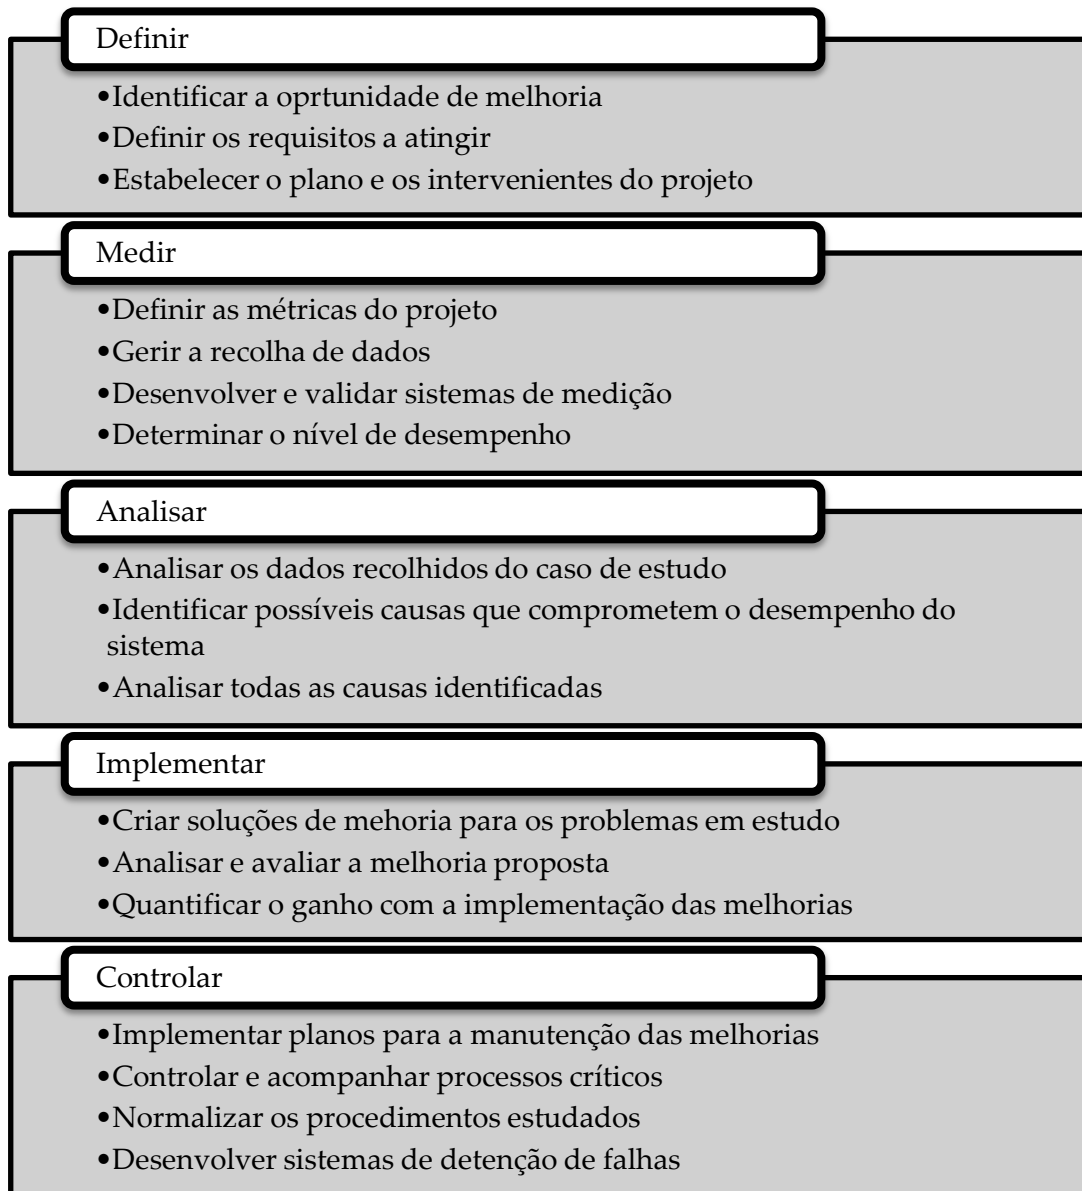 Definir
•Identificar a oprtunidade de melhoria
•Definir os requisitos a atingir
•Estabelecer o plano e os intervenientes do projeto
Medir
•Definir as métricas do projeto
•Gerir a recolha de dados
•Desenvolver e validar sistemas de medição
•Determinar o nível de desempenho
Analisar
•Analisar os dados recolhidos do caso de estudo
•Identificar possíveis causas que comprometem o desempenho do
sistema
•Analisar todas as causas identificadas
Implementar
•Criar soluções de mehoria para os problemas em estudo
•Analisar e avaliar a melhoria proposta
•Quantificar o ganho com a implementação das melhorias
Controlar
•Implementar planos para a manutenção das melhorias
•Controlar e acompanhar processos críticos
•Normalizar os procedimentos estudados
•Desenvolver sistemas de detenção de falhas